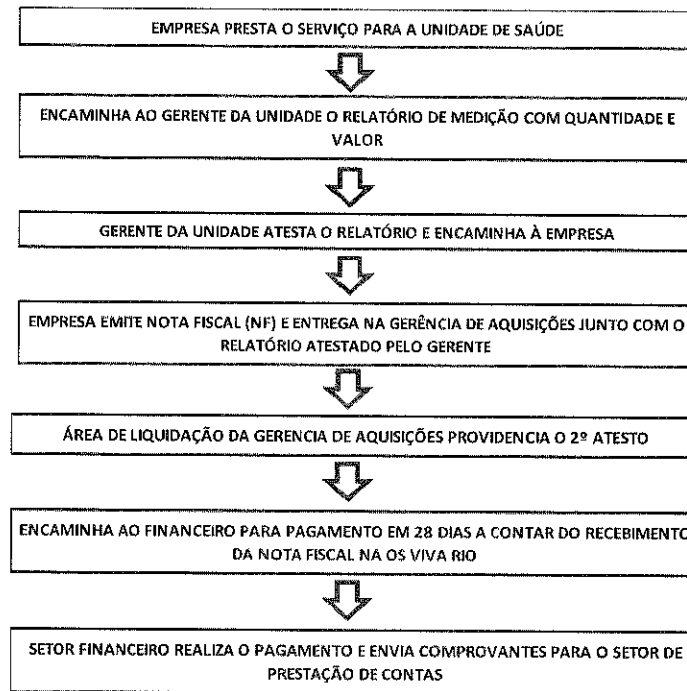 EMPRESA PRESTA O SERVIÇO PARA A UNIDADE DE SAÚDE
ENCAMINHA AO GERENTE DA UNIDADE O RELATÓRIO DE MEDIÇÃO COM QUANTIDADE E
VALOR
GERENTE DA UNIDADE ATESTA O RELATÓRIO E ENCAMINHA À EMPRESA
EMPRESA EMITE NOTA FISCAL (NF) E ENTREGA NA GERÊNCIA DE AQUISIÇÕES JUNTO COM O
RELATÓRIO ATESTADO PELO GERENTE
ÁREA DE LIQUIDAÇÃO DA GERENCIA DE AQUISIÇÕES PROVIDENCIA O 2º ATESTO
ENCAMINHA AO FINANCEIRO PARA PAGAMENTO EM 28 DIAS A CONTAR DO RECEBIMENTO
DA NOTA FISCAL NA OS VIVA RIO
SETOR FINANCEIRO REALIZA O PAGAMENTO E ENVIA COMPROVANTES PARA O SETOR DE
PRESTAÇÃO DE CONTAS